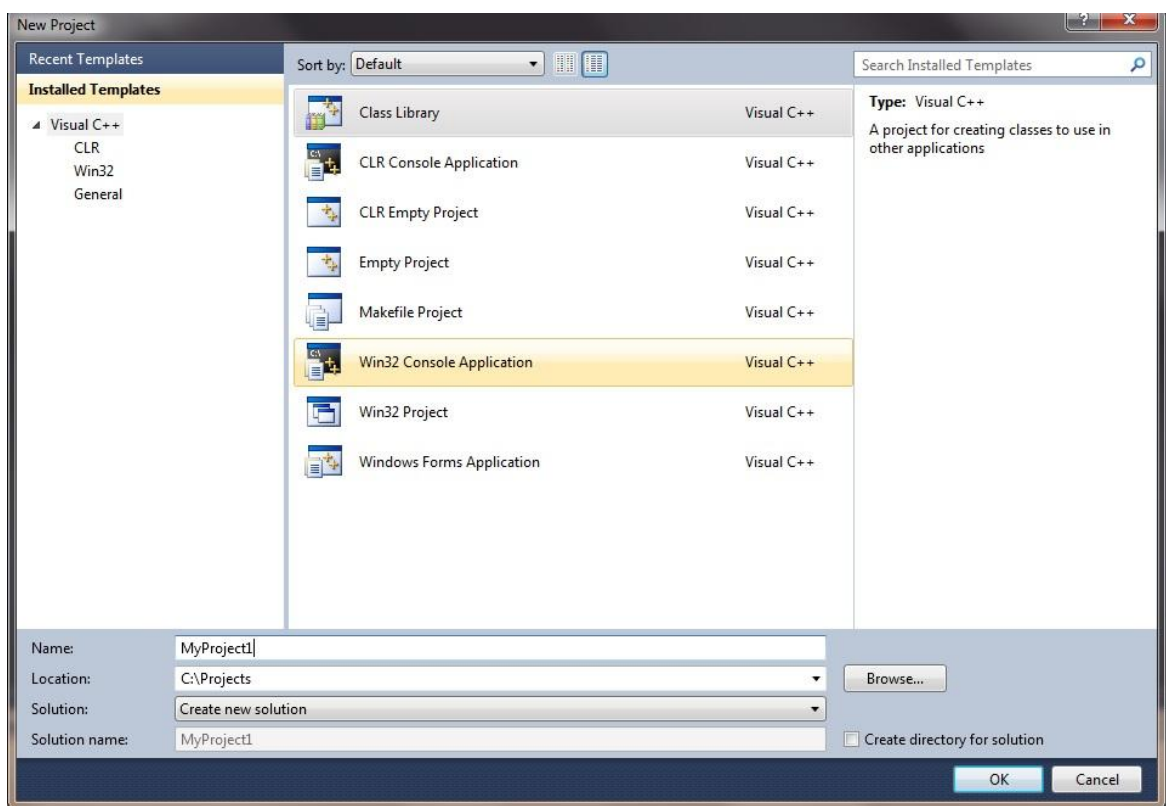 New Project
Recent Templates
Installed Templates
Visual C++
CLR
Win32
General
Sort by: Default
Class Library Visual C++
CLR Console Application Visual C++
CLR Empty Project Visual C++
Empty Project Visual C++
Makefile Project Visual C++
Win32 Console Application Visual C++
Win32 Project Visual C++
Windows Forms Application Visual C++
Search Installed Templates
Type: Visual C++
A project for creating classes to use in
other applications
Name: MyProject1
Location: C:\Projects Browse...
Solution: Create new solution
Solution name: MyProject1 Create directory for solution
OK Cancel